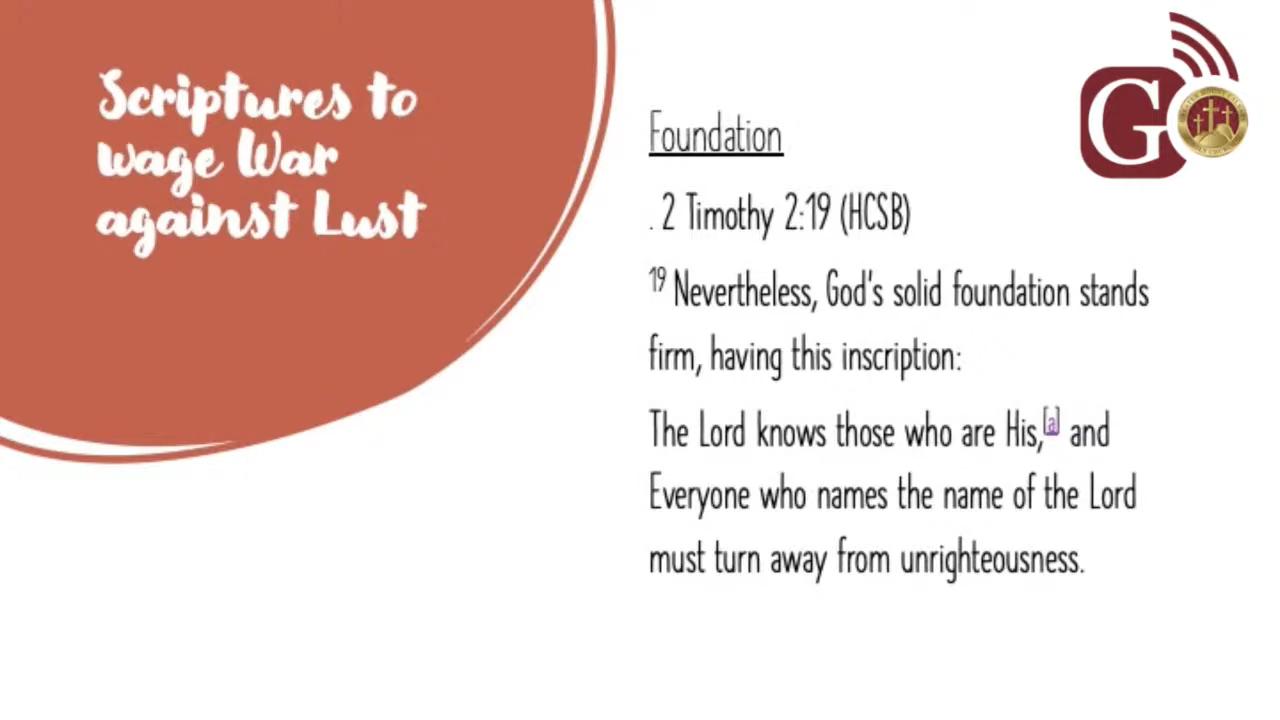 Scriptures to
wage War
against Lust
Foundation
. 2 Timothy 2:19 (HCSB)
19 Nevertheless, God's solid foundation stands
firm, having this inscription:
The Lord knows those who are His,[a] and
Everyone who names the name of the Lord
must turn away from unrighteousness.
G